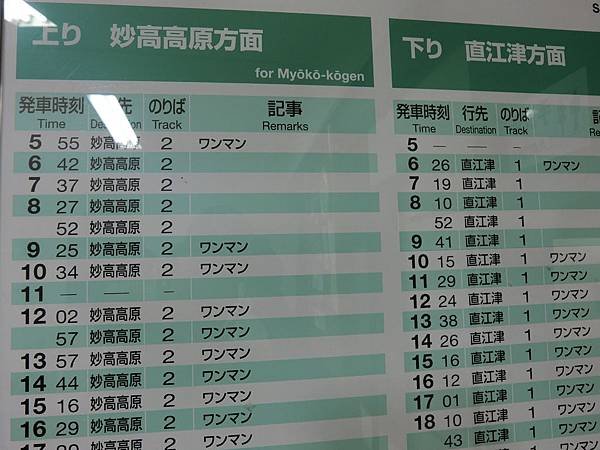 上り 妙高高原方面
for Myōkō-kōgen
発車時刻 行先 のりば 記事
Time Destination Track Remarks
5 55 妙高高原 2 ワンマン
6 42 妙高高原 2
7 37 妙高高原 2
8 27 妙高高原 2
52 妙高高原 2
9 25 妙高高原 2 ワンマン
10 34 妙高高原 2 ワンマン
11 — — —
12 02 妙高高原 2 ワンマン
57 妙高高原 2 ワンマン
13 57 妙高高原 2 ワンマン
14 44 妙高高原 2 ワンマン
15 16 妙高高原 2 ワンマン
16 29 妙高高原 2 ワンマン
妙高高原 2 ワンマン
下り 直江津方面
発車時刻 行先 のりば
Time Destination Track
5 — — —
6 26 直江津 1 ワンマン
7 19 直江津 1
8 10 直江津 1
52 直江津 1
9 41 直江津 1
10 15 直江津 1 ワンマン
11 29 直江津 1 ワンマン
12 24 直江津 1 ワンマン
13 38 直江津 1 ワンマン
14 26 直江津 1 ワンマン
15 16 直江津 1 ワンマン
16 12 直江津 1 ワンマン
17 01 直江津 1 ワンマン
18 10 直江津 1 ワンマン
43 直江津 1 ワンマン